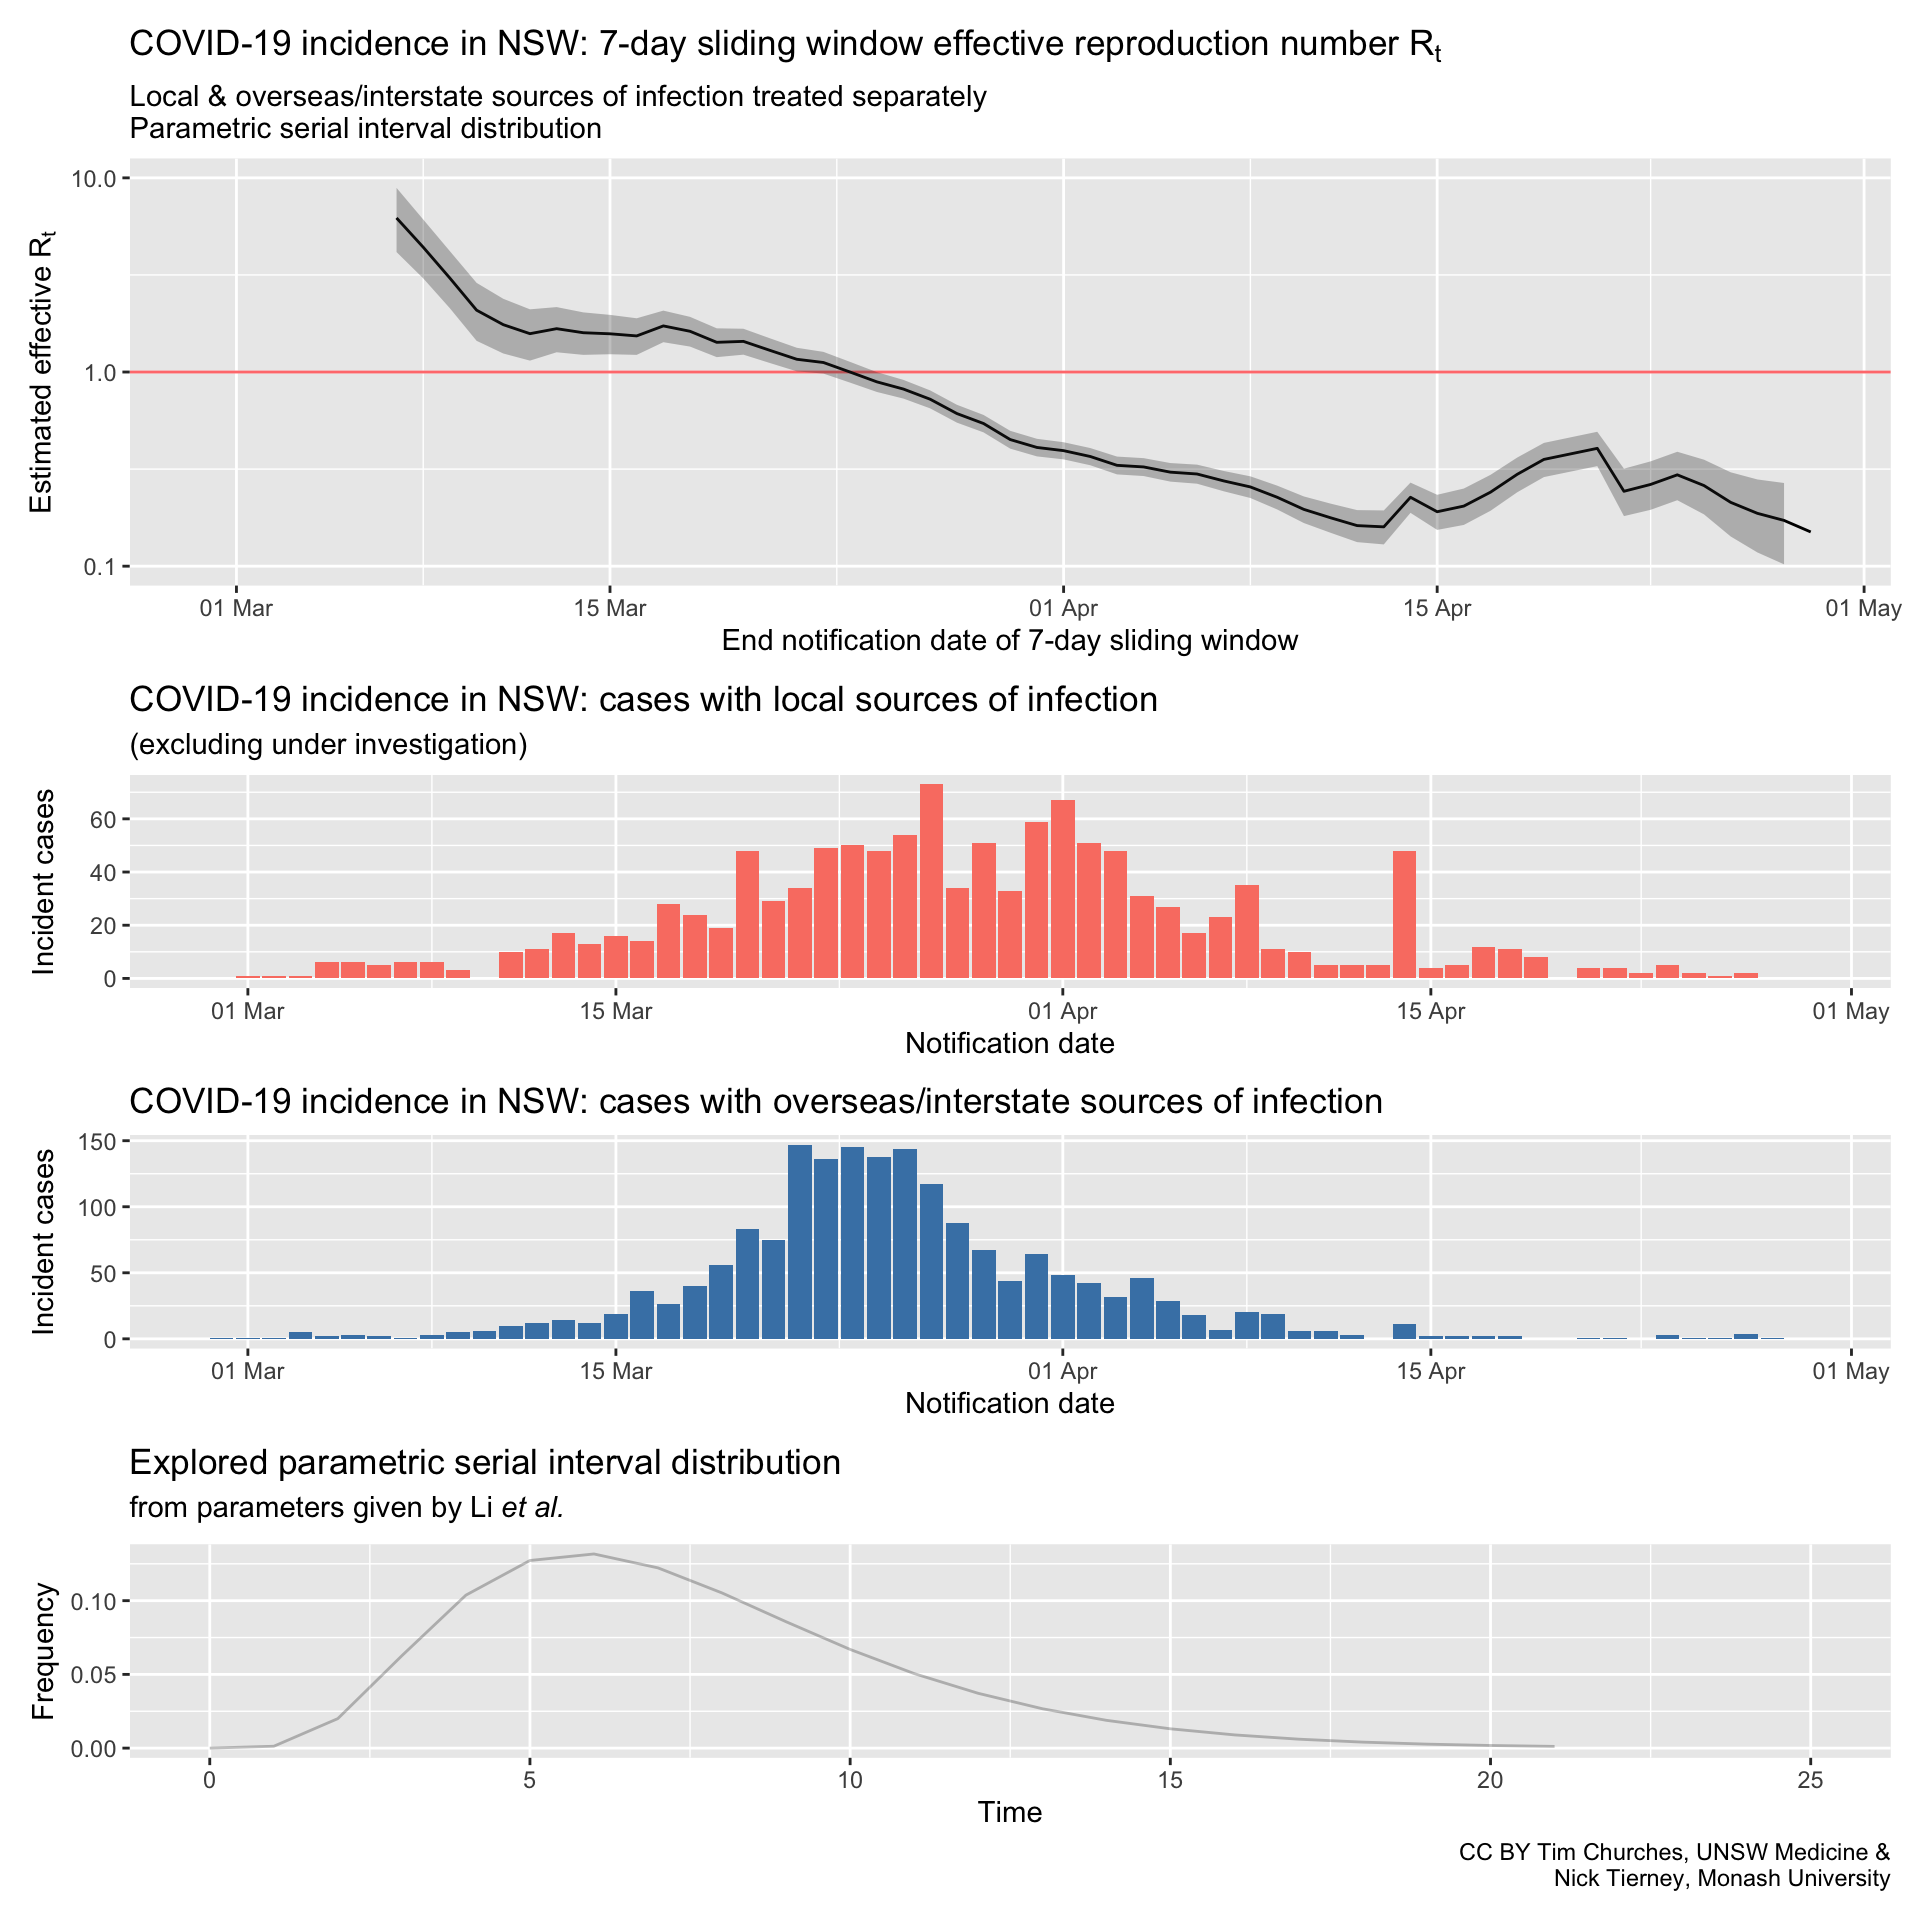 COVID-19 incidence in NSW: 7-day sliding window effective reproduction number Rt
Local & overseas/interstate sources of infection treated separately
Parametric serial interval distribution
Estimated effective Rt
10.0
1.0
0.1
01 Mar 15 Mar 01 Apr 15 Apr 01 May
End notification date of 7-day sliding window
COVID-19 incidence in NSW: cases with local sources of infection
(excluding under investigation)
Incident cases
60
40
20
0
01 Mar 15 Mar 01 Apr 15 Apr 01 May
Notification date
COVID-19 incidence in NSW: cases with overseas/interstate sources of infection
Incident cases
150
100
50
0
01 Mar 15 Mar 01 Apr 15 Apr 01 May
Notification date
Explored parametric serial interval distribution
from parameters given by Li et al.
Frequency
0.10
0.05
0.00
0 5 10 15 20 25
Time
CC BY Tim Churches, UNSW Medicine &
Nick Tierney, Monash University